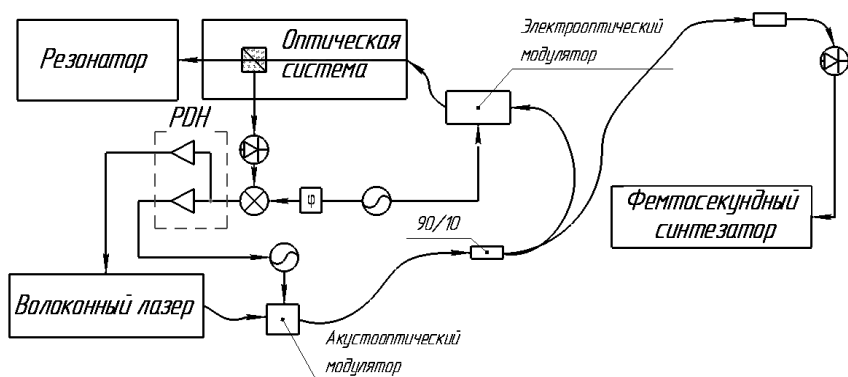 Резонатор
Оптическая
система
Электрооптический
модулятор
PDH
φ
90/10
Фемтосекундный
синтезатор
Волоконный лазер
Акустооптический
модулятор